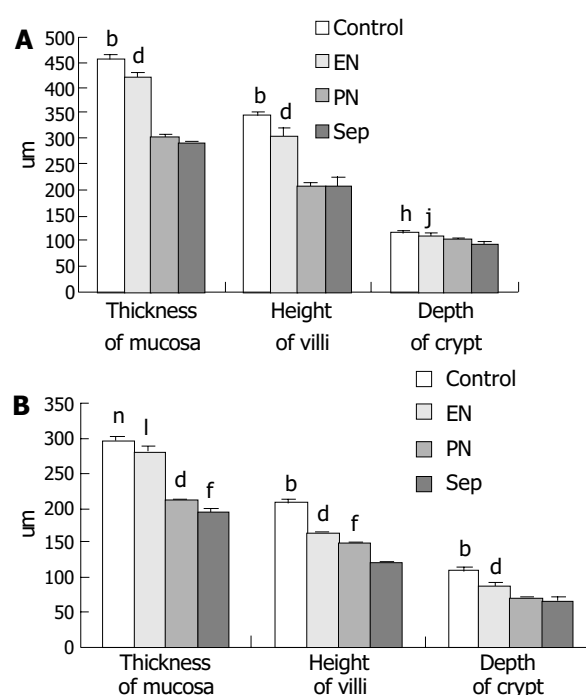 A
Control
EN
PN
Sep
500
450
400
350
300
250
200
150
100
50
0
um
b d
b d
h j
Thickness of mucosa
Height of villi
Depth of crypt
B
Control
EN
PN
Sep
350
300
250
200
150
100
50
0
um
n l d f
b d f
b d
Thickness of mucosa
Height of villi
Depth of crypt